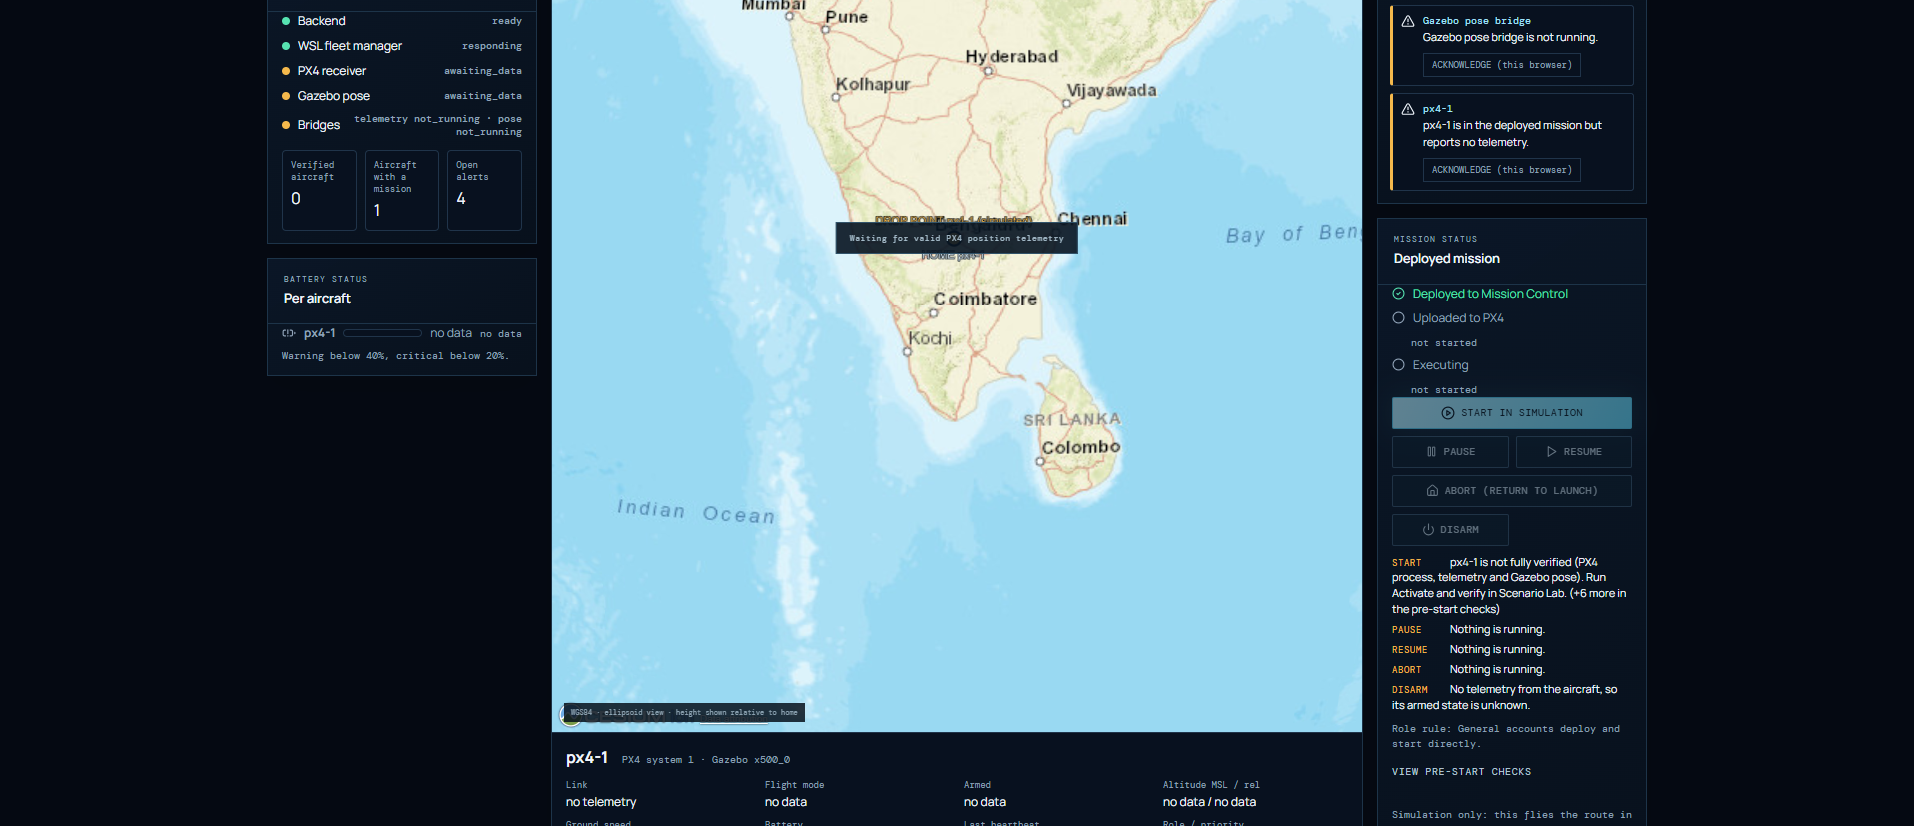 Backend ready
WSL fleet manager responding
PX4 receiver awaiting_data
Gazebo pose awaiting_data
Bridges telemetry not_running · pose
not_running
Verified
aircraft
0
Aircraft
with a
mission
1
Open
alerts
4
BATTERY STATUS
Per aircraft
px4-1 no data no data
Warning below 40%, critical below 20%.
Mumbai
Pune
Hyderabad
Kolhapur
Vijayawada
Chennai
Bay of Beng
Waiting for valid PX4 position telemetry
HOME px4-1
Coimbatore
Kochi
SRI LANKA
Colombo
Indian Ocean
WGS84 · ellipsoid view · height shown relative to home
px4-1 PX4 system 1 · Gazebo x500_0
Link Flight mode Armed Altitude MSL / rel
no telemetry no data no data no data / no data
Ground speed Battery Last heartbeat Role / priority
Gazebo pose bridge
Gazebo pose bridge is not running.
ACKNOWLEDGE (this browser)
px4-1
px4-1 is in the deployed mission but
reports no telemetry.
ACKNOWLEDGE (this browser)
MISSION STATUS
Deployed mission
Deployed to Mission Control
Uploaded to PX4
not started
Executing
not started
START IN SIMULATION
PAUSE RESUME
ABORT (RETURN TO LAUNCH)
DISARM
START px4-1 is not fully verified (PX4
process, telemetry and Gazebo pose). Run
Activate and verify in Scenario Lab. (+6 more in
the pre-start checks)
PAUSE Nothing is running.
RESUME Nothing is running.
ABORT Nothing is running.
DISARM No telemetry from the aircraft, so
its armed state is unknown.
Role rule: General accounts deploy and
start directly.
VIEW PRE-START CHECKS
Simulation only: this flies the route in